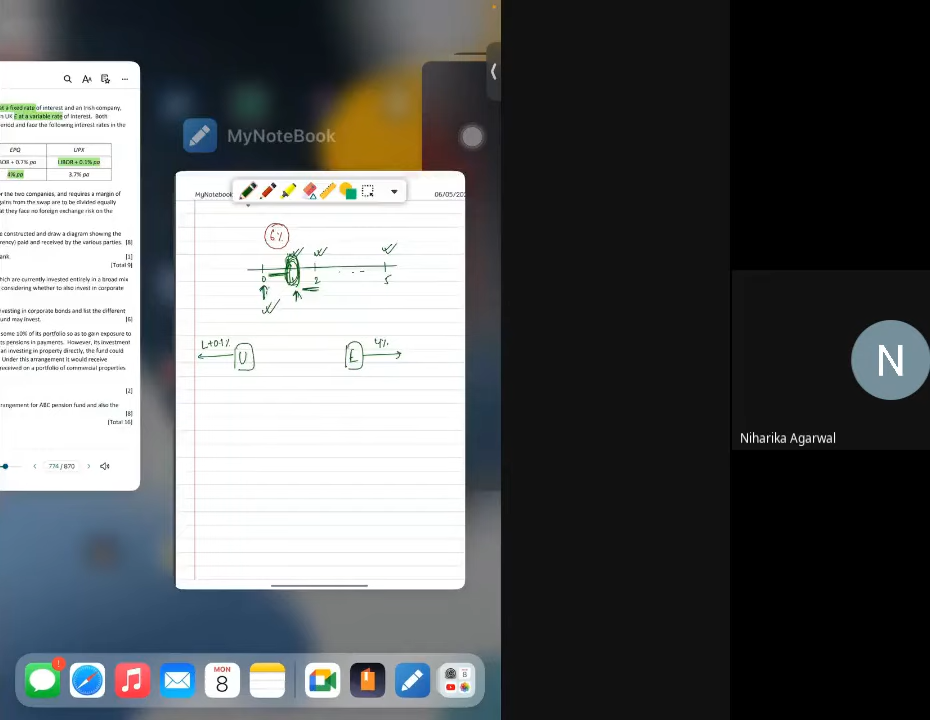 at a fixed rate of interest and an Irish company,
n UK £ at a variable rate of interest. Both
eriod and face the following interest rates in the
EPQ UPX
IBOR + 0.7% pa LIBOR + 0.1% pa
4% pa 3.7% pa
or the two companies, and requires a margin of
gains from the swap are to be divided equally
at they face no foreign exchange risk on the
e constructed and draw a diagram showing the
rrency) paid and received by the various parties. [8]
ank. [1]
[Total 9]
hich are currently invested entirely in a broad mix
considering whether to also invest in corporate
nvesting in corporate bonds and list the different
und may invest. [6]
some 10% of its portfolio so as to gain exposure to
ts pensions in payments. However, its investment
an investing in property directly, the fund could
Under this arrangement it would receive
received on a portfolio of commercial properties
[2]
rrangement for ABC pension fund and also the
[8]
[Total 16]
774 / 870
MyNoteBook
MyNotebook
06/05/20
6%
0 1 2 5
L+0.1% U
E 4%
MON
8
N
Niharika Agarwal